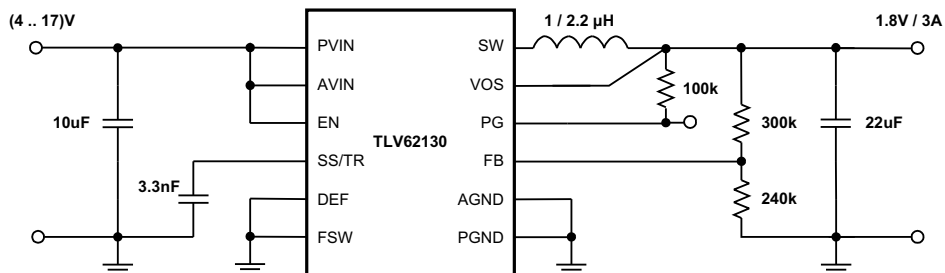 (4 .. 17)V
1 / 2.2 µH
1.8V / 3A
PVIN
SW
AVIN
VOS
100k
10uF
EN
PG
300k
22uF
TLV62130
SS/TR
FB
3.3nF
DEF
AGND
240k
FSW
PGND